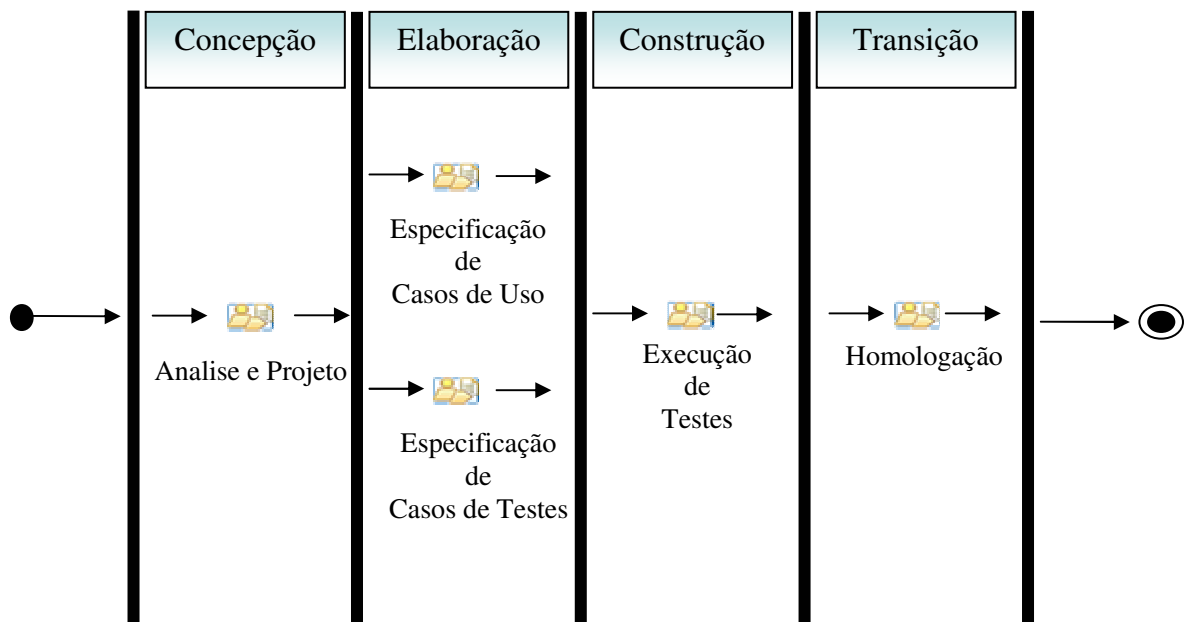 Concepção
Elaboração
Construção
Transição
Analise e Projeto
Especificação
de
Casos de Uso
Especificação
de
Casos de Testes
Execução
de
Testes
Homologação